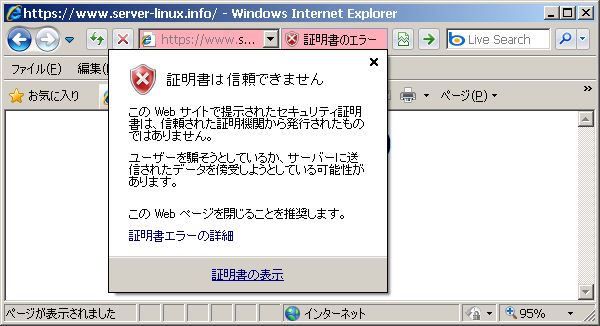 https://www.server-linux.info/ - Windows Internet Explorer
https://www.s...
証明書のエラー
Live Search
ファイル(F)
編集(
お気に入り
ページ(P)
証明書は信頼できません
この Web サイトで提示されたセキュリティ証明
書は、信頼された証明機関から発行されたもの
ではありません。
ユーザーを騙そうとしているか、サーバーに送
信されたデータを傍受しようとしている可能性が
あります。
この Web ページを閉じることを推奨します。
証明書エラーの詳細
証明書の表示
ページが表示されました
インターネット
95%